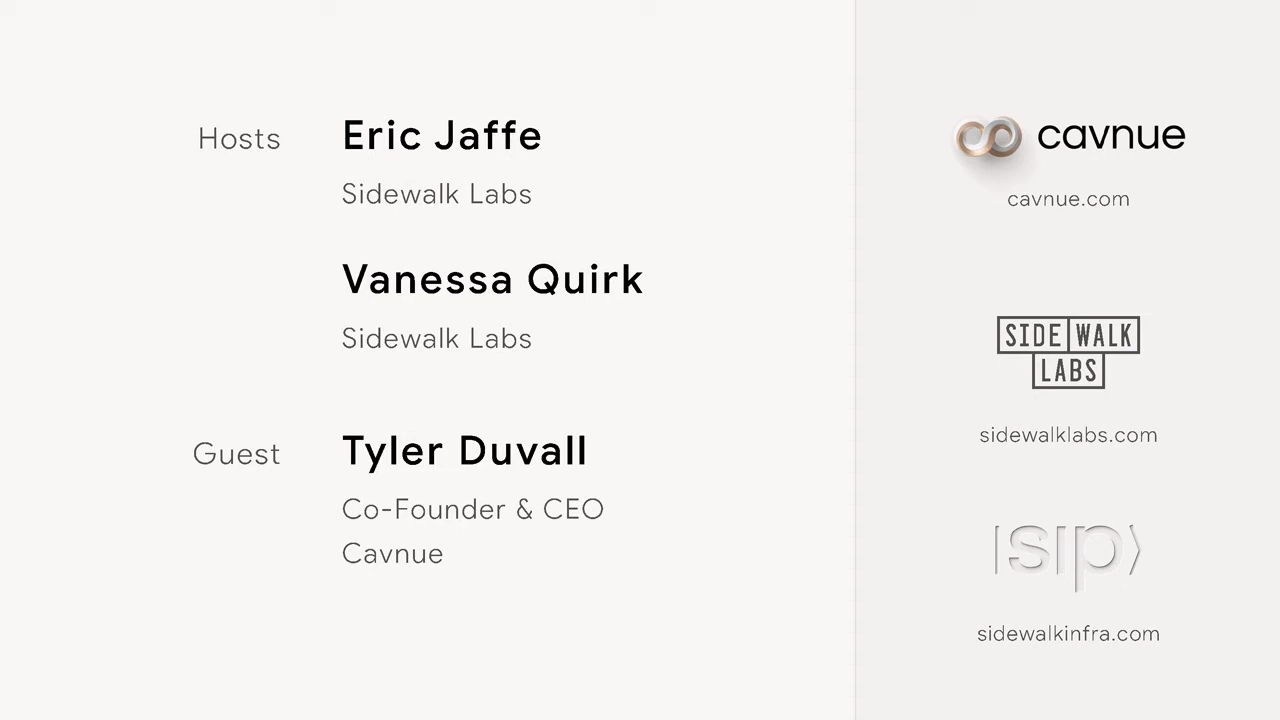 Hosts
Eric Jaffe
Sidewalk Labs
Vanessa Quirk
Sidewalk Labs
Guest
Tyler Duvall
Co-Founder & CEO
Cavnue
cavnue
cavnue.com
SIDE WALK
LABS
sidewalklabs.com
|sip⟩
sidewalkinfra.com